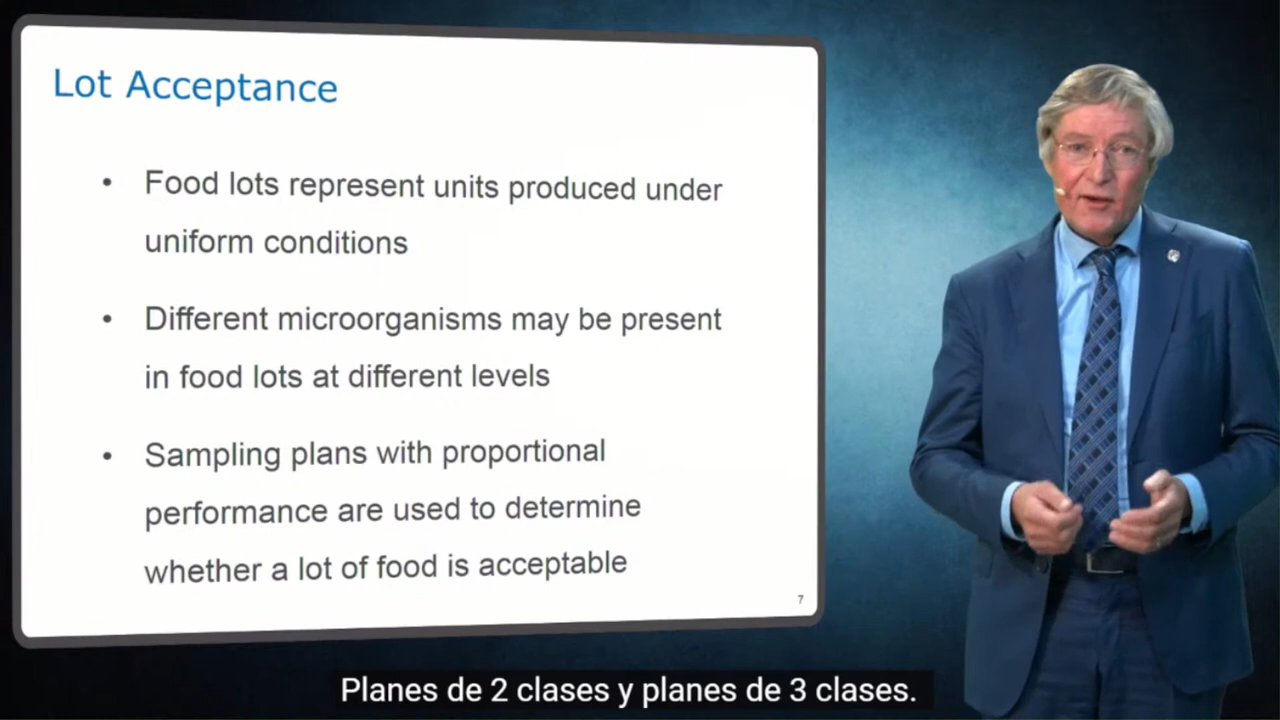 Lot Acceptance
• Food lots represent units produced under
uniform conditions
• Different microorganisms may be present
in food lots at different levels
• Sampling plans with proportional
performance are used to determine
whether a lot of food is acceptable
7
Planes de 2 clases y planes de 3 clases.